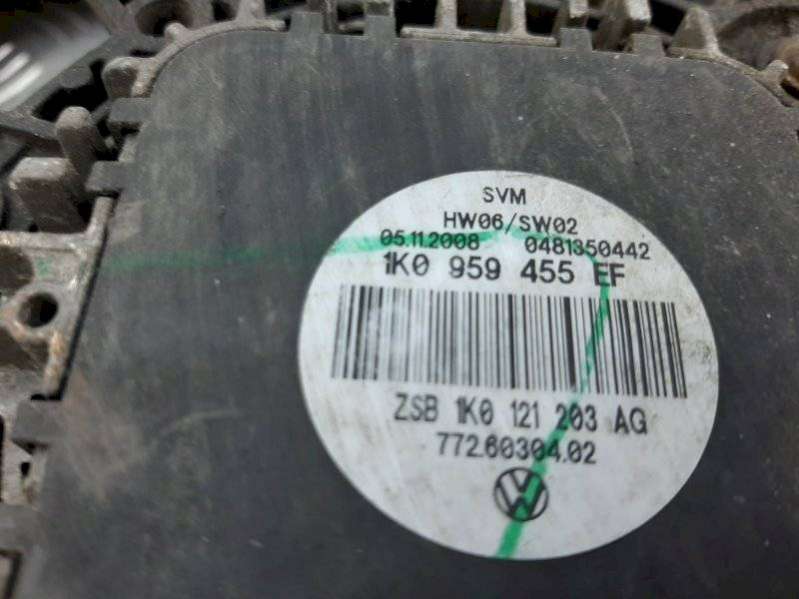 SVM
HW06/SW02
05.11.2008 0481350442
1K0 959 455 EF
ZSB 1K0 121 203 AG
772.60304.02